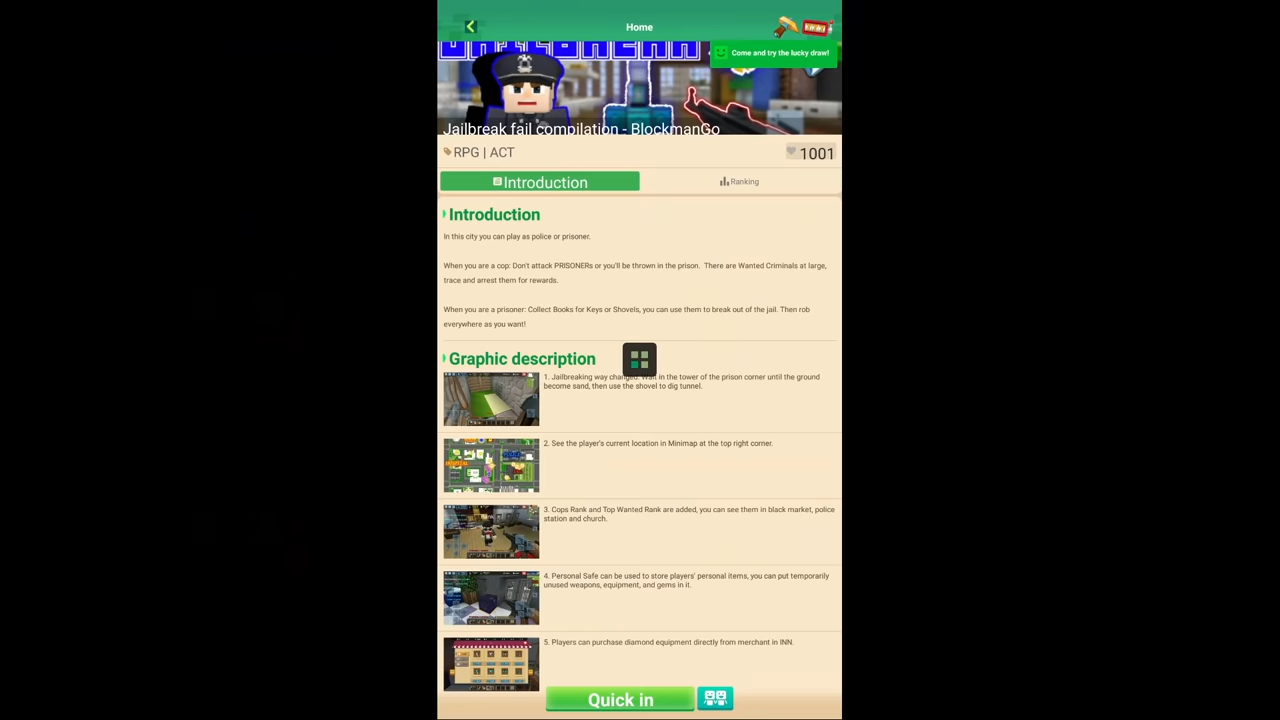 Home
Come and try the lucky draw!
JAILBREAK
Jailbreak fail compilation - BlockmanGo
RPG | ACT
1001
Introduction
Ranking
Introduction
In this city you can play as police or prisoner.
When you are a cop: Don't attack PRISONERs or you'll be thrown in the prison. There are Wanted Criminals at large,
trace and arrest them for rewards.
When you are a prisoner: Collect Books for Keys or Shovels, you can use them to break out of the jail. Then rob
everywhere as you want!
Graphic description
1. Jailbreaking way changed. Wait in the tower of the prison corner until the ground
become sand, then use the shovel to dig tunnel.
2. See the player's current location in Minimap at the top right corner.
3. Cops Rank and Top Wanted Rank are added, you can see them in black market, police
station and church.
4. Personal Safe can be used to store players' personal items, you can put temporarily
unused weapons, equipment, and gems in it.
5. Players can purchase diamond equipment directly from merchant in INN.
Quick in